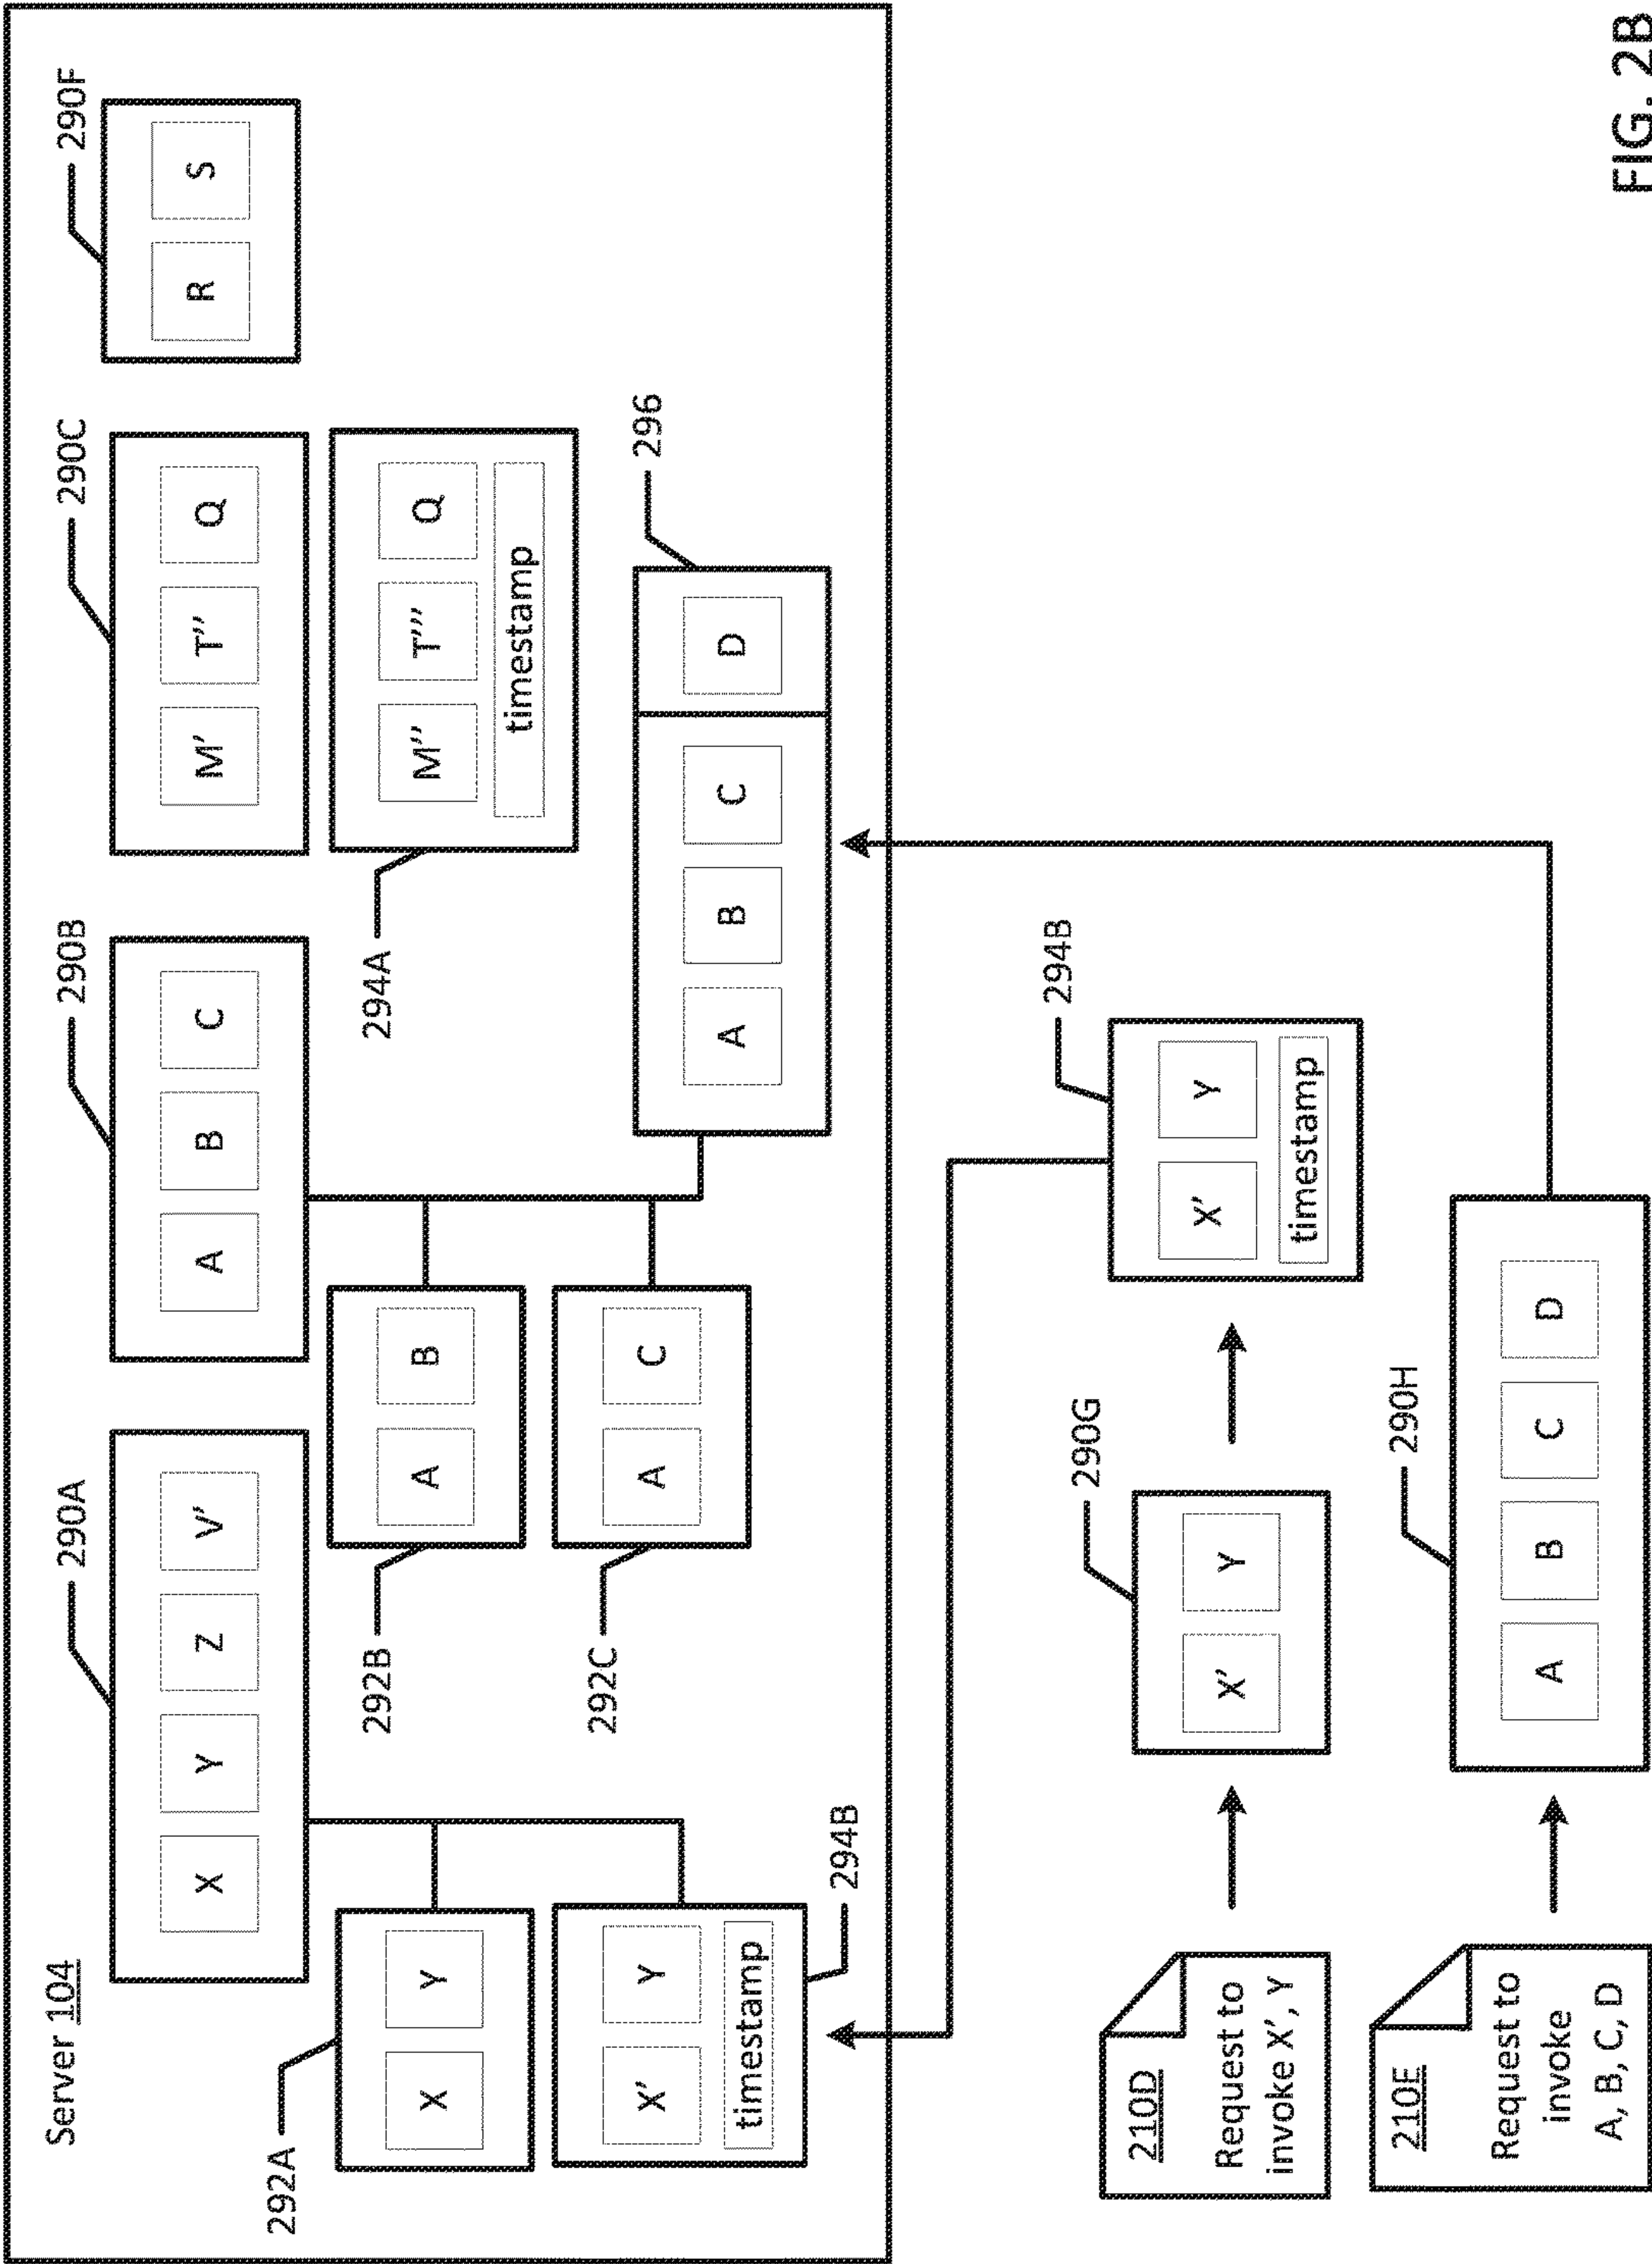 Server 104
290A
290B
290C
290F
X Y Z V'
A B C
M' T'' Q
R S
292A
X Y
292B
A B
294A
M'' T''' Q
timestamp
X' Y
timestamp
294B
292C
A C
296
A B C D
210D
Request to
invoke X', Y
290G
X' Y
294B
X' Y
timestamp
210E
Request to
invoke
A, B, C, D
290H
A B C D
FIG. 2B